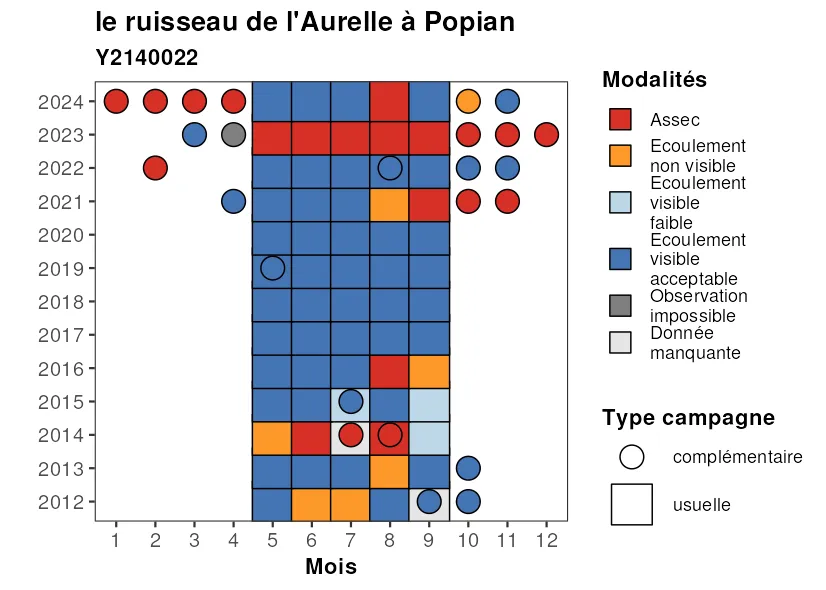 le ruisseau de l'Aurelle à Popian
Y2140022
2024
2023
2022
2021
2020
2019
2018
2017
2016
2015
2014
2013
2012
1 2 3 4 5 6 7 8 9 10 11 12
Mois
Modalités
Assec
Ecoulement
non visible
Ecoulement
visible
faible
Ecoulement
visible
acceptable
Observation
impossible
Donnée
manquante
Type campagne
complémentaire
usuelle